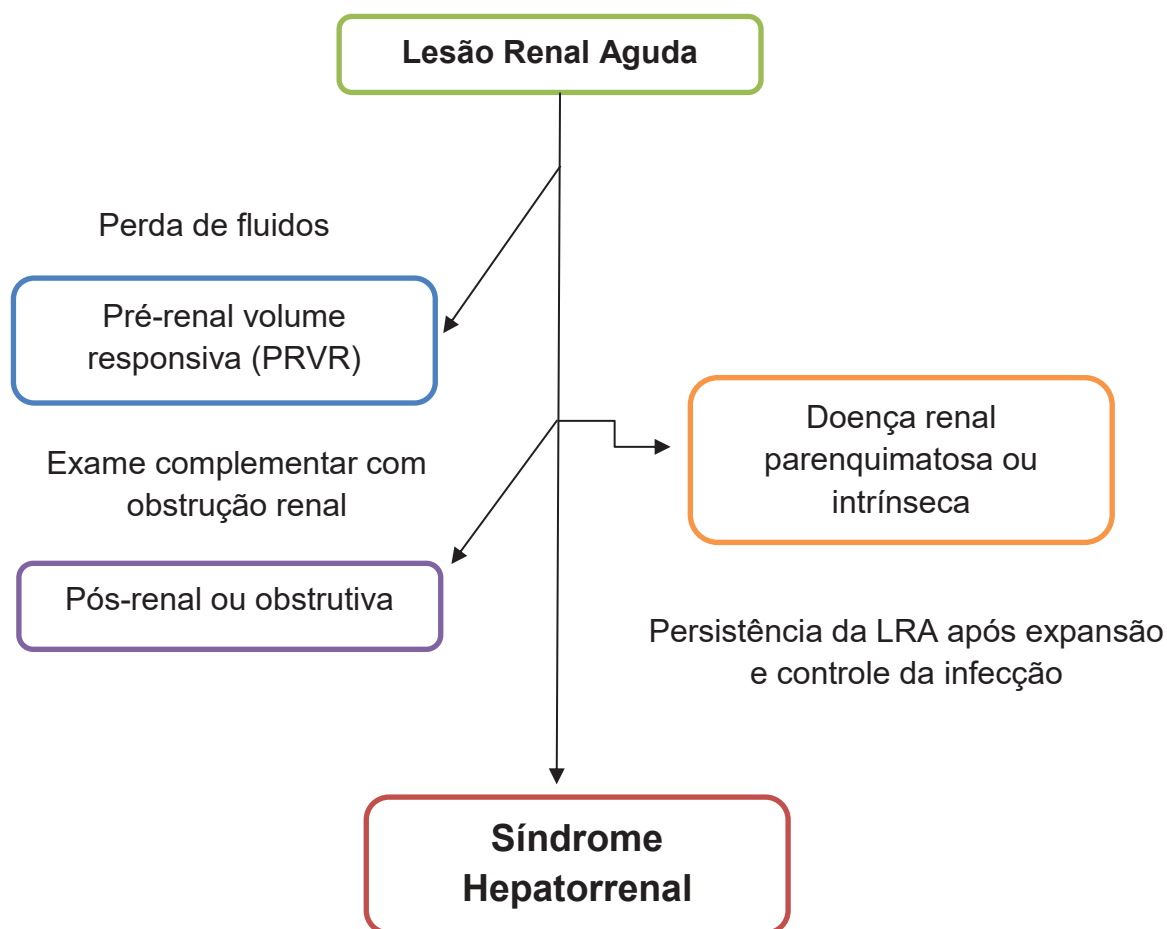 Lesão Renal Aguda
Perda de fluidos
Pré-renal volume
responsiva (PRVR)
Doença renal
parenquimatosa ou
intrínseca
Exame complementar com
obstrução renal
Pós-renal ou obstrutiva
Persistência da LRA após expansão
e controle da infecção
Síndrome
Hepatorrenal